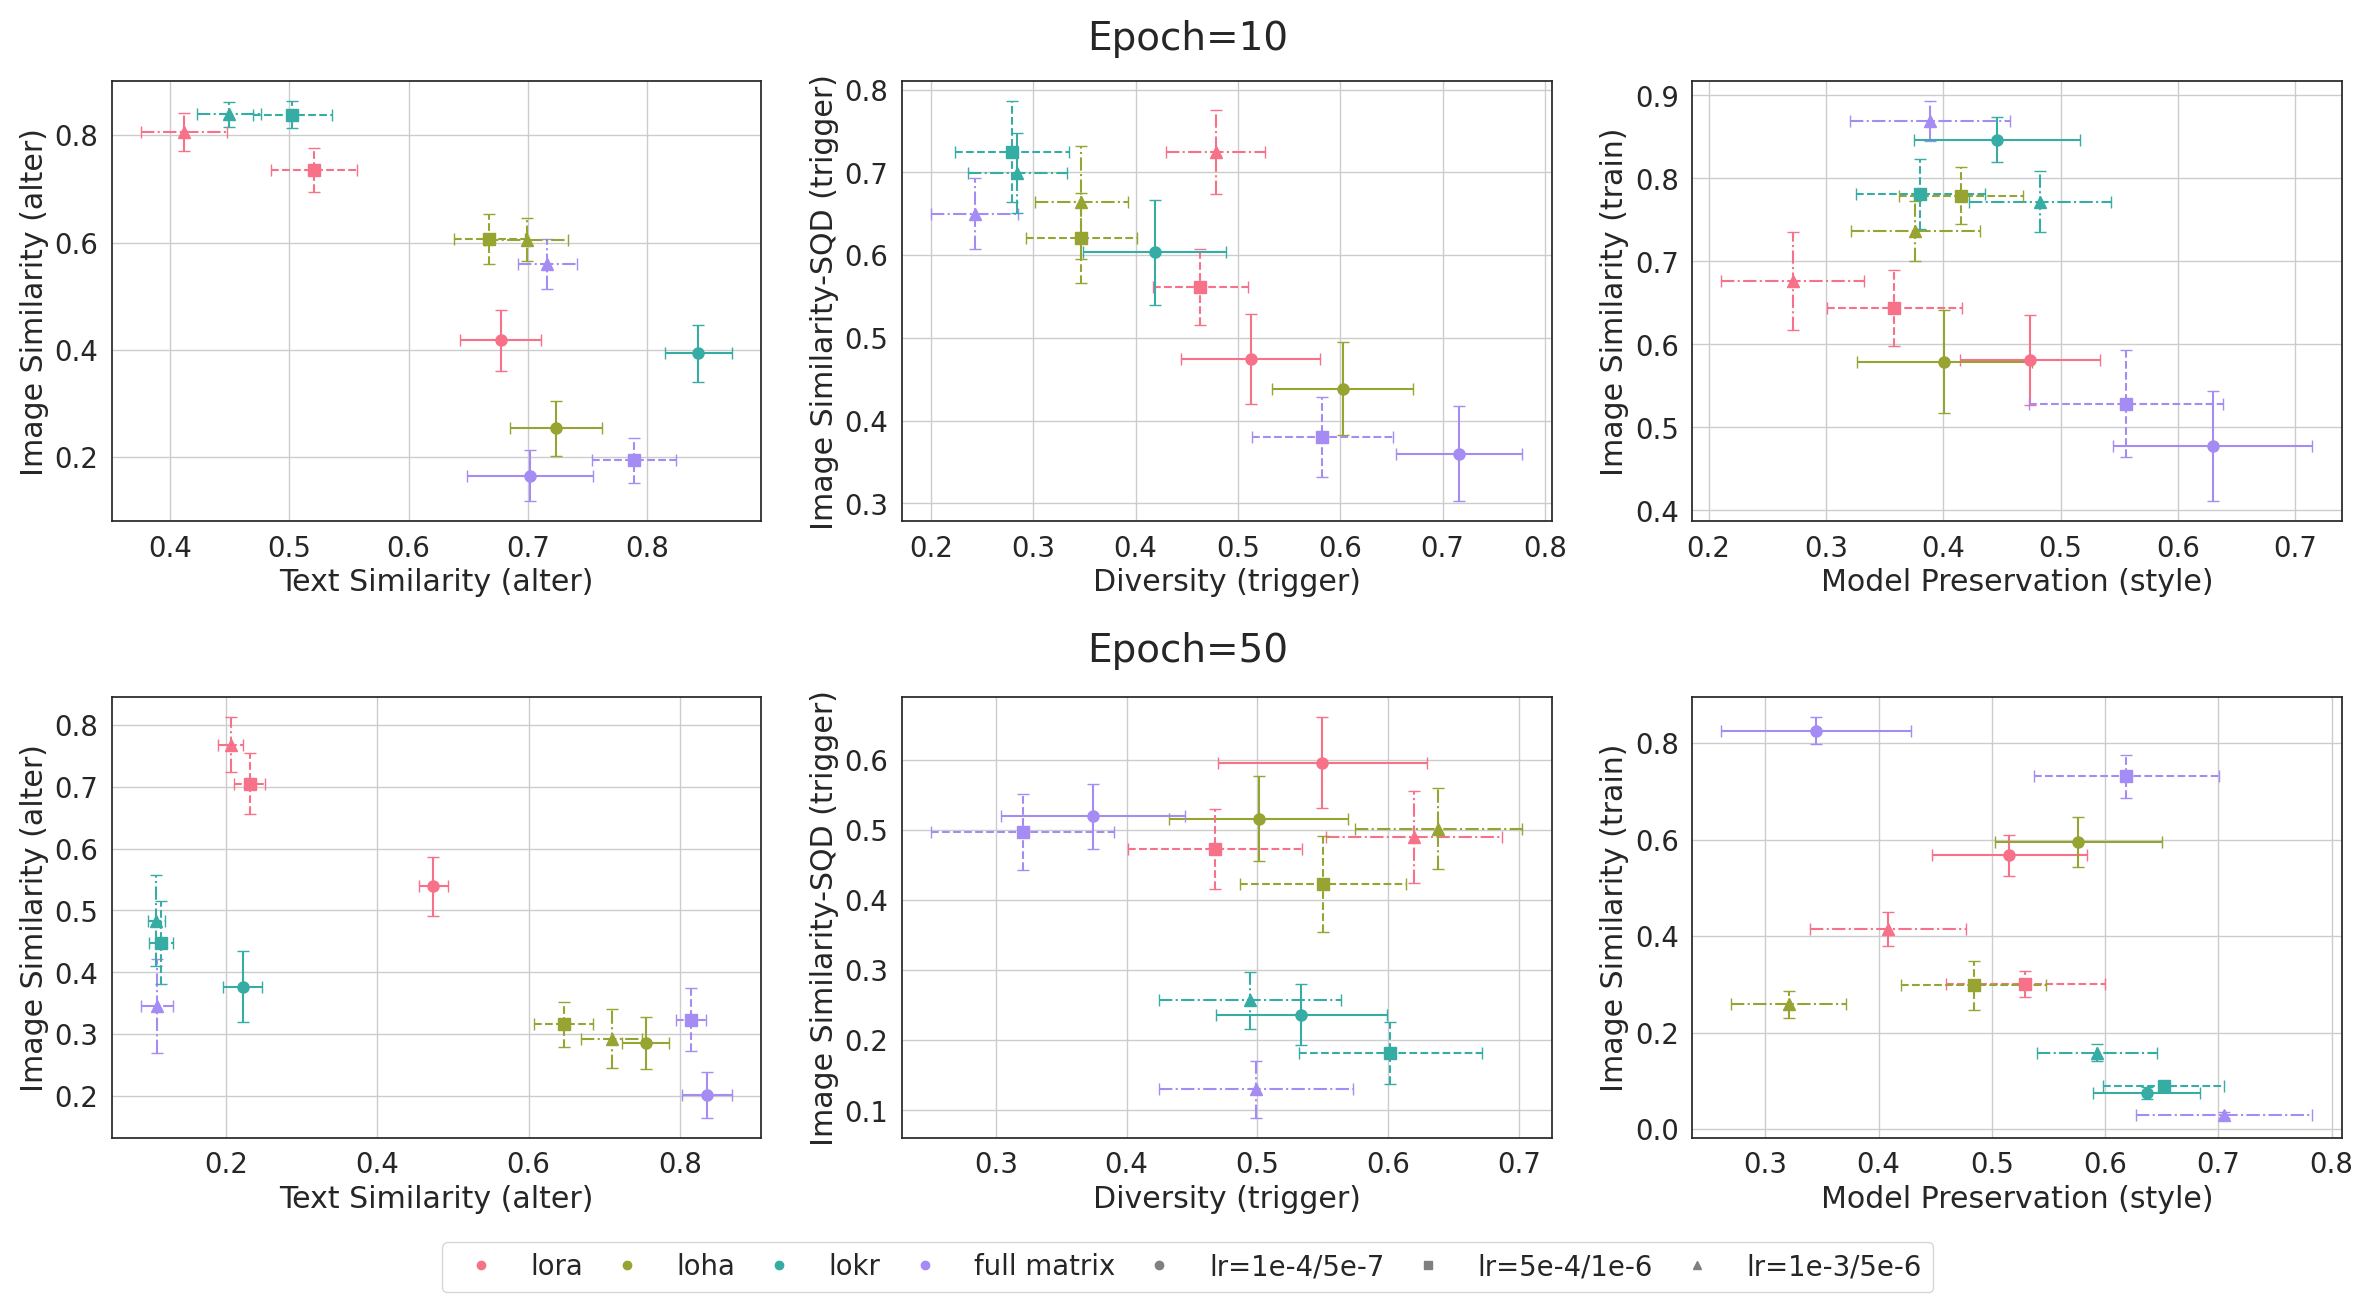 Epoch=10
Image Similarity (alter)
0.8
0.6
0.4
0.2
0.4 0.5 0.6 0.7 0.8
Text Similarity (alter)
Image Similarity-SQD (trigger)
0.8
0.7
0.6
0.5
0.4
0.3
0.2 0.3 0.4 0.5 0.6 0.7 0.8
Diversity (trigger)
Image Similarity (train)
0.9
0.8
0.7
0.6
0.5
0.4
0.2 0.3 0.4 0.5 0.6 0.7
Model Preservation (style)
Epoch=50
Image Similarity (alter)
0.8
0.7
0.6
0.5
0.4
0.3
0.2
0.2 0.4 0.6 0.8
Text Similarity (alter)
Image Similarity-SQD (trigger)
0.6
0.5
0.4
0.3
0.2
0.1
0.3 0.4 0.5 0.6 0.7
Diversity (trigger)
Image Similarity (train)
0.8
0.6
0.4
0.2
0.0
0.3 0.4 0.5 0.6 0.7 0.8
Model Preservation (style)
lora loha lokr full matrix lr=1e-4/5e-7 lr=5e-4/1e-6 lr=1e-3/5e-6